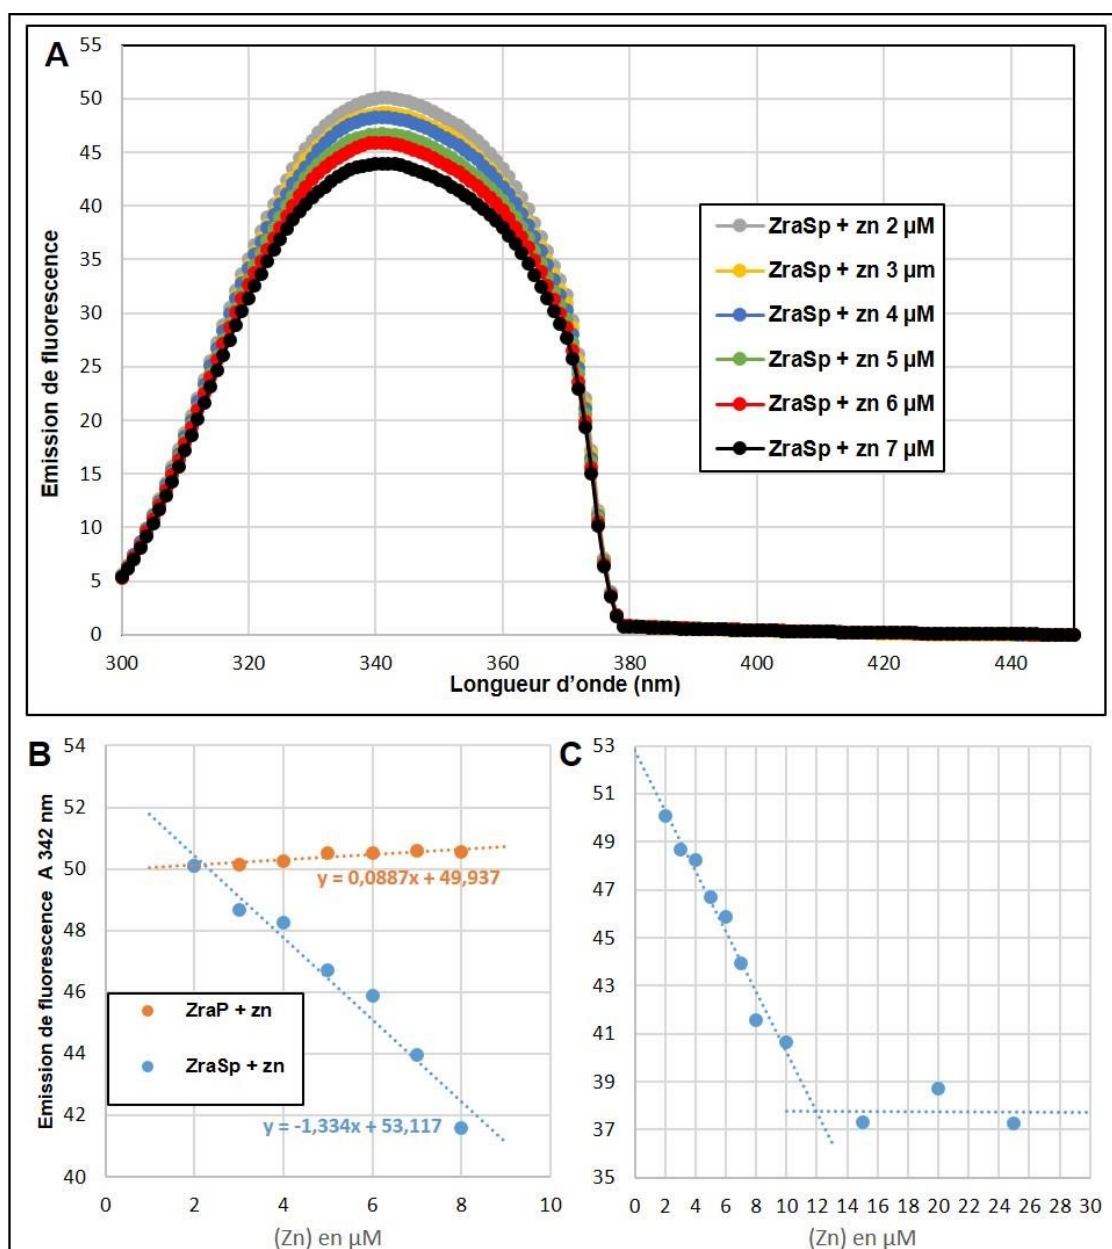 A
55
50
45
40
35
30
25
20
15
10
5
0
Emission de fluorescence
ZraSp + zn 2 µM
ZraSp + zn 3 µm
ZraSp + zn 4 µM
ZraSp + zn 5 µM
ZraSp + zn 6 µM
ZraSp + zn 7 µM
300 320 340 360 380 400 420 440
Longueur d'onde (nm)
B
54
52
50
48
46
44
42
40
Emission de fluorescence A 342 nm
y = 0,0887x + 49,937
ZraP + zn
ZraSp + zn
y = -1,334x + 53,117
0 2 4 6 8 10
(Zn) en µM
C
53
51
49
47
45
43
41
39
37
35
0 2 4 6 8 10 12 14 16 18 20 22 24 26 28 30
(Zn) en µM